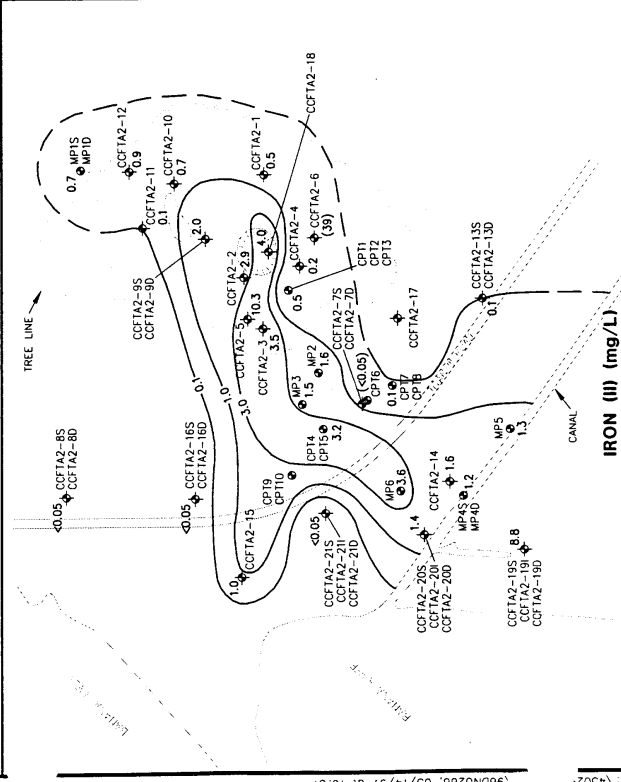 TREE LINE
0.7 MP1S
MP1D
CCFTA2-12
0.9
CCFTA2-10
0.7
CCFTA2-11
0.1
CCFTA2-1
0.5
CCFTA2-18
4.0
CCFTA2-9S
CCFTA2-9D
2.0
CCFTA2-2
2.9
CCFTA2-4
0.2
CCFTA2-6
(39)
CPT1
CPT2
CPT3
0.5
CCFTA2-5
10.3
CCFTA2-3
3.5
CCFTA2-7S
CCFTA2-7D
(<0.05)
CCFTA2-17
CCFTA2-13S
CCFTA2-13D
0.1
MP2
1.6
MP3
1.5
CPT6
0.1 CPT7
CPT8
0.1
1.0
3.0
CCFTA2-8S
CCFTA2-8D
<0.05
CCFTA2-16S
CCFTA2-16D
<0.05
CPT4
CPT5
3.2
CPT9
CPT10
MP6
3.6
MP5
1.3
CANAL
CCFTA2-14
1.6
MP4S
MP4D
1.2
CCFTA2-15
1.0
<0.05
CCFTA2-21S
CCFTA2-21I
CCFTA2-21D
1.4
CCFTA2-20S
CCFTA2-20I
CCFTA2-20D
8.8
CCFTA2-19S
CCFTA2-19I
CCFTA2-19D
IRON (II) (mg/L)